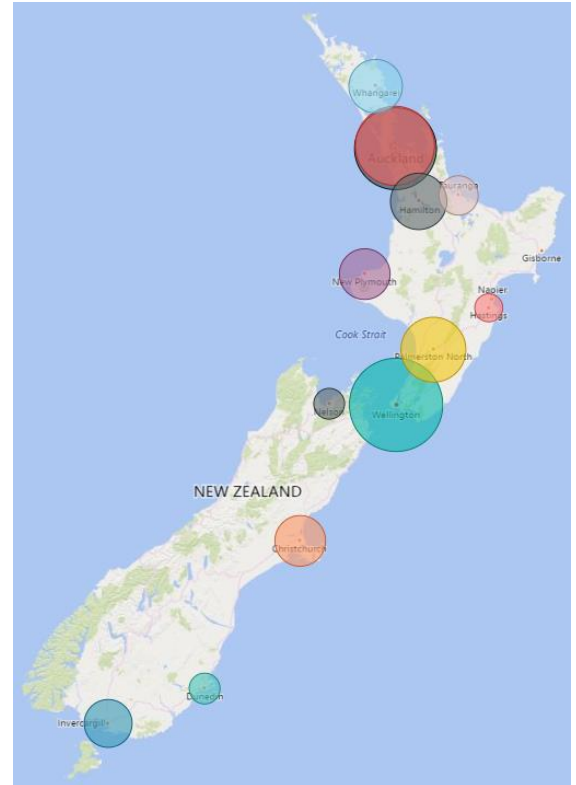 Whangarei
Auckland
Tauranga
Hamilton
Gisborne
New Plymouth
Napier
Hastings
Cook Strait
Palmerston North
Nelson
Wellington
NEW ZEALAND
Christchurch
Dunedin
Invercargill